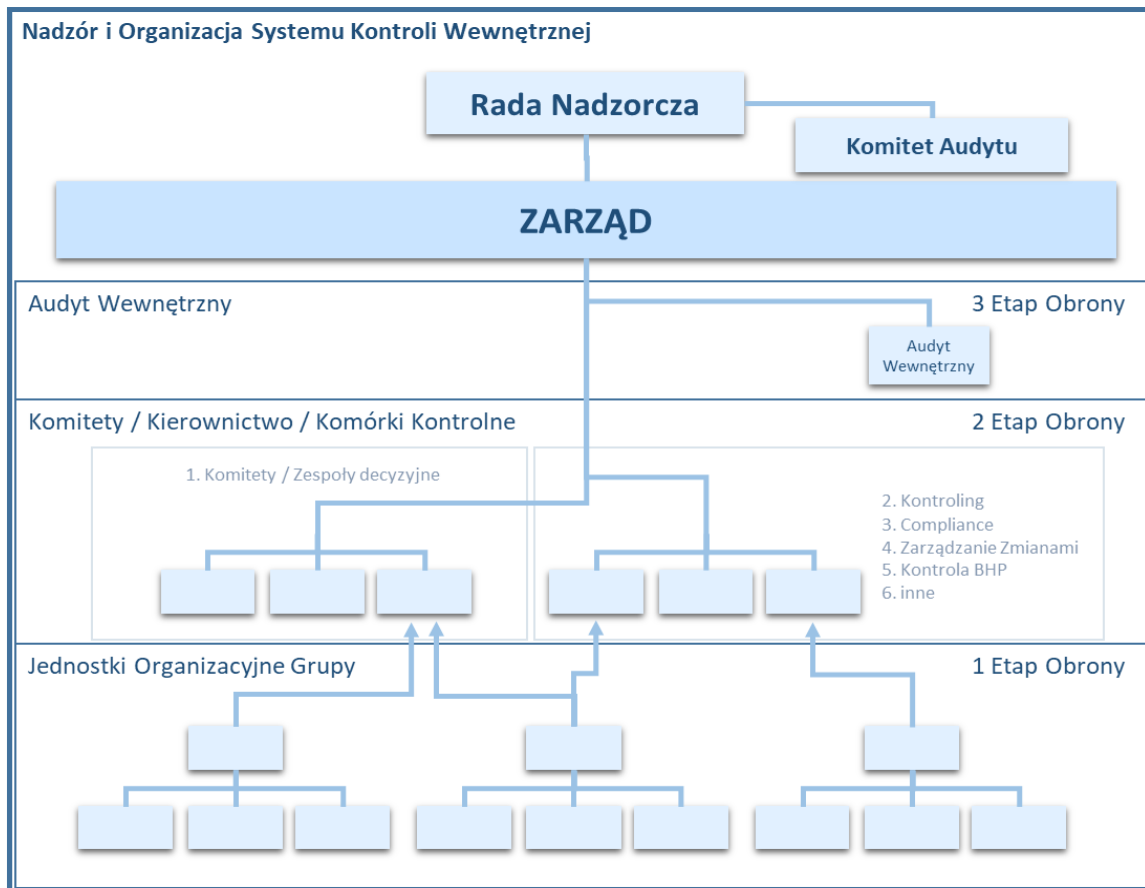 Nadzór i Organizacja Systemu Kontroli Wewnętrznej
Rada Nadzorcza
Komitet Audytu
ZARZĄD
Audyt Wewnętrzny
3 Etap Obrony
Audyt
Wewnętrzny
Komitety / Kierownictwo / Komórki Kontrolne
2 Etap Obrony
1. Komitety / Zespoły decyzyjne
2. Kontroling
3. Compliance
4. Zarządzanie Zmianami
5. Kontrola BHP
6. inne
Jednostki Organizacyjne Grupy
1 Etap Obrony